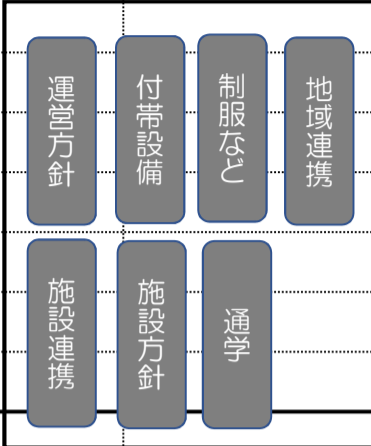 運営方針
付帯設備
制服など
地域連携
施設連携
施設方針
通学